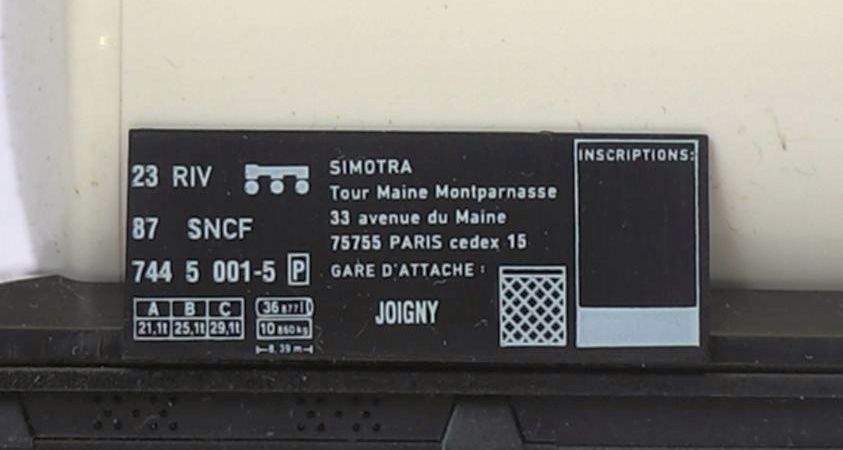 23 RIV
87 SNCF
744 5 001-5 P
A B C
21,1t 25,1t 29,1t
36 877 l
10 860 kg
8, 39 m
SIMOTRA
Tour Maine Montparnasse
33 avenue du Maine
75755 PARIS cedex 15
GARE D'ATTACHE :
JOIGNY
INSCRIPTIONS: